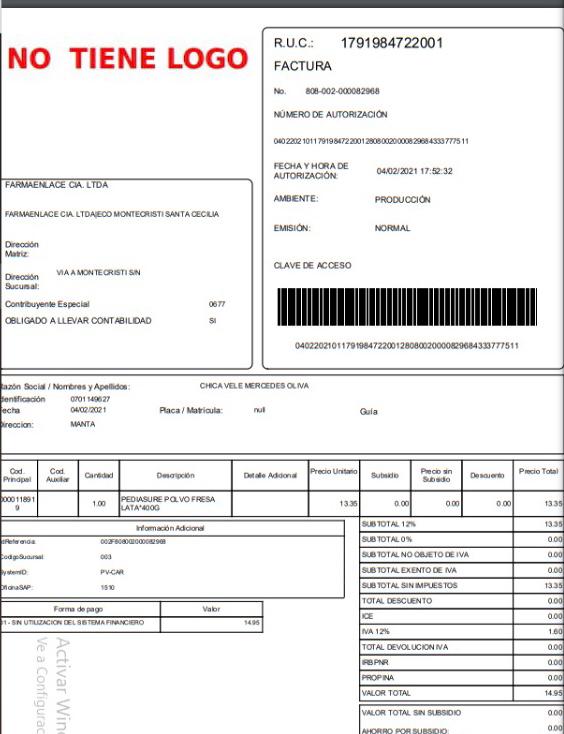 NO TIENE LOGO
R.U.C.: 1791984722001
FACTURA
No. 808-002-000082968
NÚMERO DE AUTORIZACIÓN
0402202101179198472200128080020000829684333777511
FECHA Y HORA DE
AUTORIZACIÓN: 04/02/2021 17:52:32
AMBIENTE: PRODUCCIÓN
EMISIÓN: NORMAL
CLAVE DE ACCESO
0402202101179198472200128080020000829684333777511
FARMAENLACE CIA. LTDA
FARMAENLACE CIA. LTDA|ECO MONTECRISTI SANTA CECILIA
Dirección
Matriz:
Dirección
Sucursal: VIA A MONTECRISTI S/N
Contribuyente Especial 0677
OBLIGADO A LLEVAR CONTABILIDAD SI
Razón Social / Nombres y Apellidos: CHICA VELE MERCEDES OLIVA
dentificación 0701149627
Fecha 04/02/2021 Placa / Matrícula: null Guía
Direccion: MANTA
Cod. Principal Cod. Auxiliar Cantidad Descripción Detalle Adicional Precio Unitario Subsidio Precio sin Subsidio Descuento Precio Total
000011891
9 1.00 PEDIASURE POLVO FRESA LATA*400G 13.35 0.00 0.00 0.00 13.35
Información Adicional
dReferencia: 002F808002000082968
CodigoSucursal: 003
SystemID: PV-CAR
OficinaSAP: 1510
Forma de pago Valor
01 - SIN UTILIZACION DEL SISTEMA FINANCIERO 14.95
SUBTOTAL 12% 13.35
SUBTOTAL 0% 0.00
SUBTOTAL NO OBJETO DE IVA 0.00
SUBTOTAL EXENTO DE IVA 0.00
SUBTOTAL SIN IMPUESTOS 13.35
TOTAL DESCUENTO 0.00
ICE 0.00
IVA 12% 1.60
TOTAL DEVOLUCION IVA 0.00
IRBPNR 0.00
PROPINA 0.00
VALOR TOTAL 14.95
VALOR TOTAL SIN SUBSIDIO 0.00
AHORRO POR SUBSIDIO: 0.00
Activar Wind
Ve a Configurac